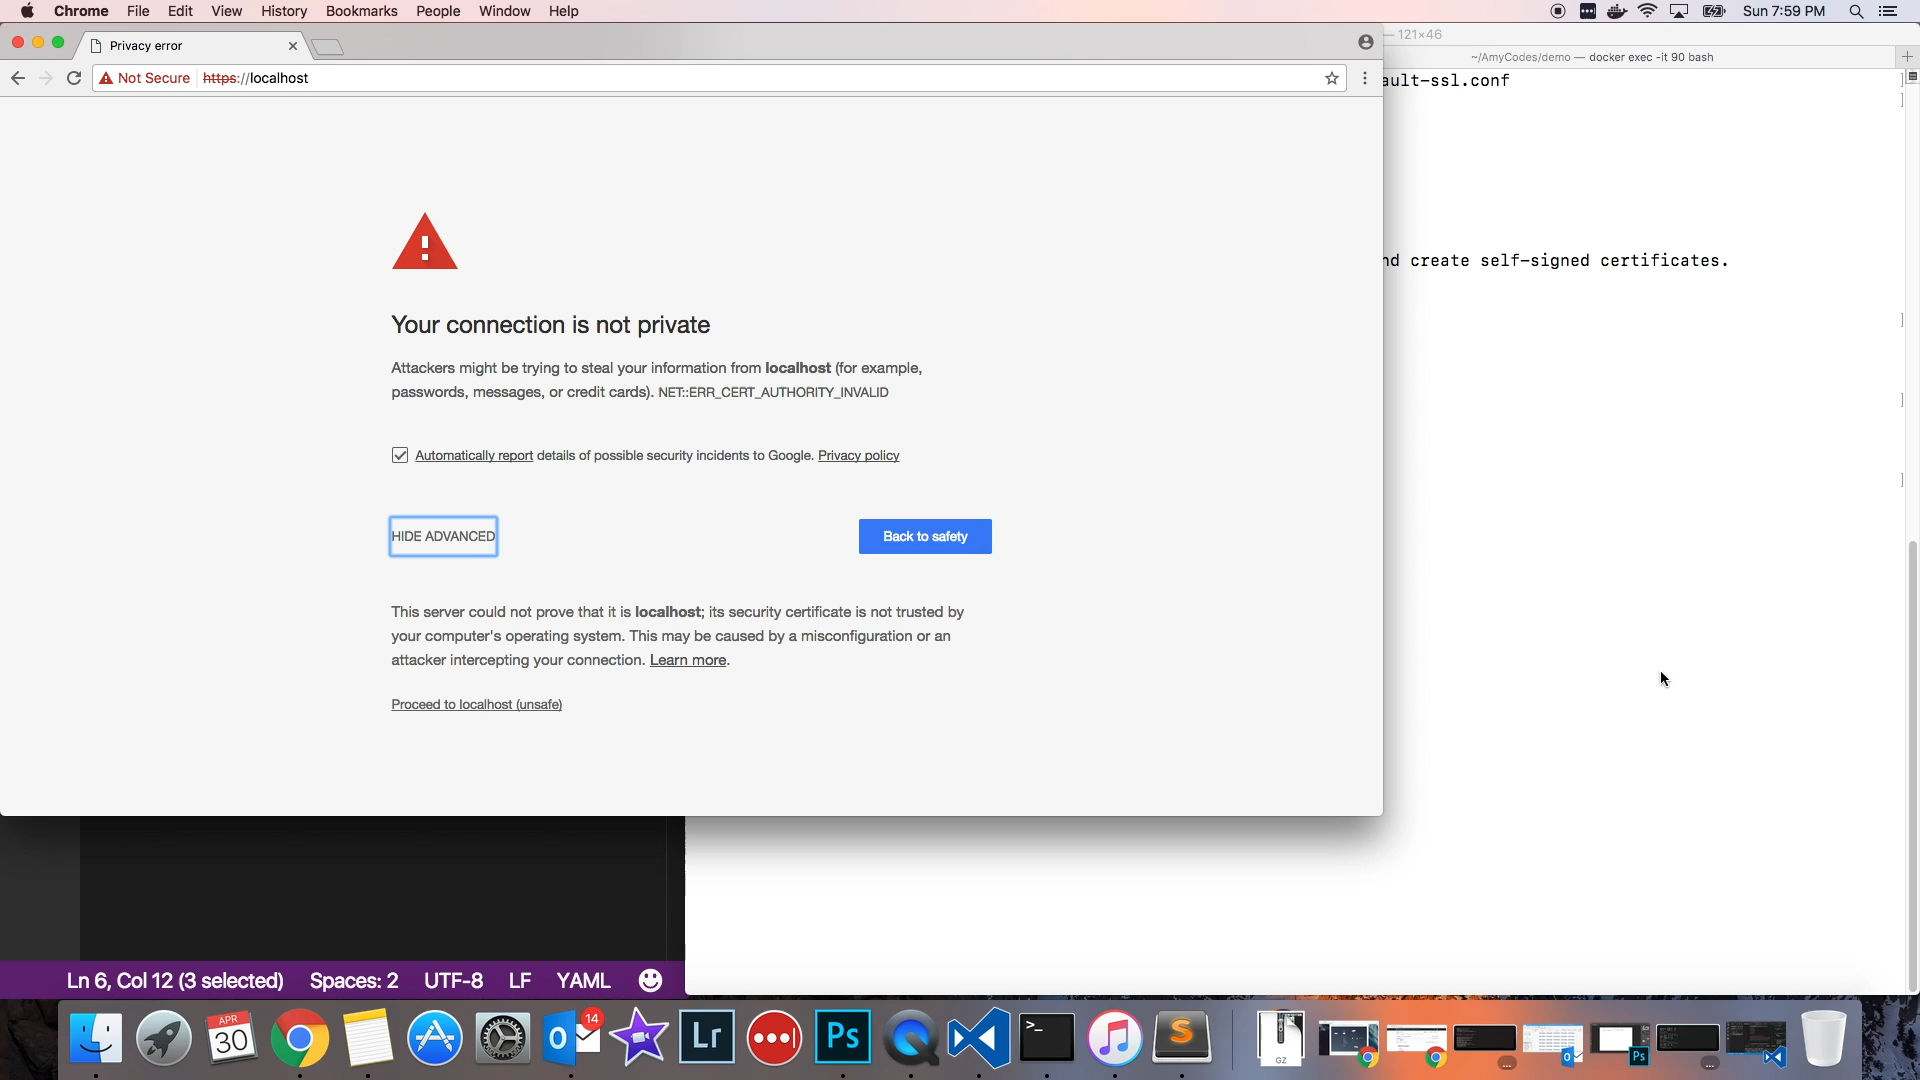 Chrome File Edit View History Bookmarks People Window Help
Sun 7:59 PM
Privacy error
— 121×46
~/AmyCodes/demo — docker exec -it 90 bash
Not Secure https://localhost
ault-ssl.conf
nd create self-signed certificates.
Your connection is not private
Attackers might be trying to steal your information from localhost (for example,
passwords, messages, or credit cards). NET::ERR_CERT_AUTHORITY_INVALID
Automatically report details of possible security incidents to Google. Privacy policy
HIDE ADVANCED
Back to safety
This server could not prove that it is localhost; its security certificate is not trusted by
your computer's operating system. This may be caused by a misconfiguration or an
attacker intercepting your connection. Learn more.
Proceed to localhost (unsafe)
Ln 6, Col 12 (3 selected) Spaces: 2 UTF-8 LF YAML
APR
30
14
Lr
Ps
GZ
Ps